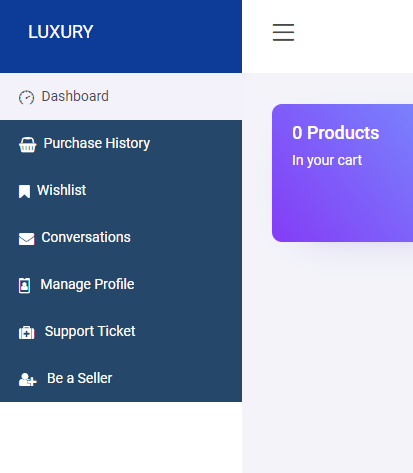 LUXURY
Dashboard
Purchase History
Wishlist
Conversations
Manage Profile
Support Ticket
Be a Seller
0 Products
In your cart